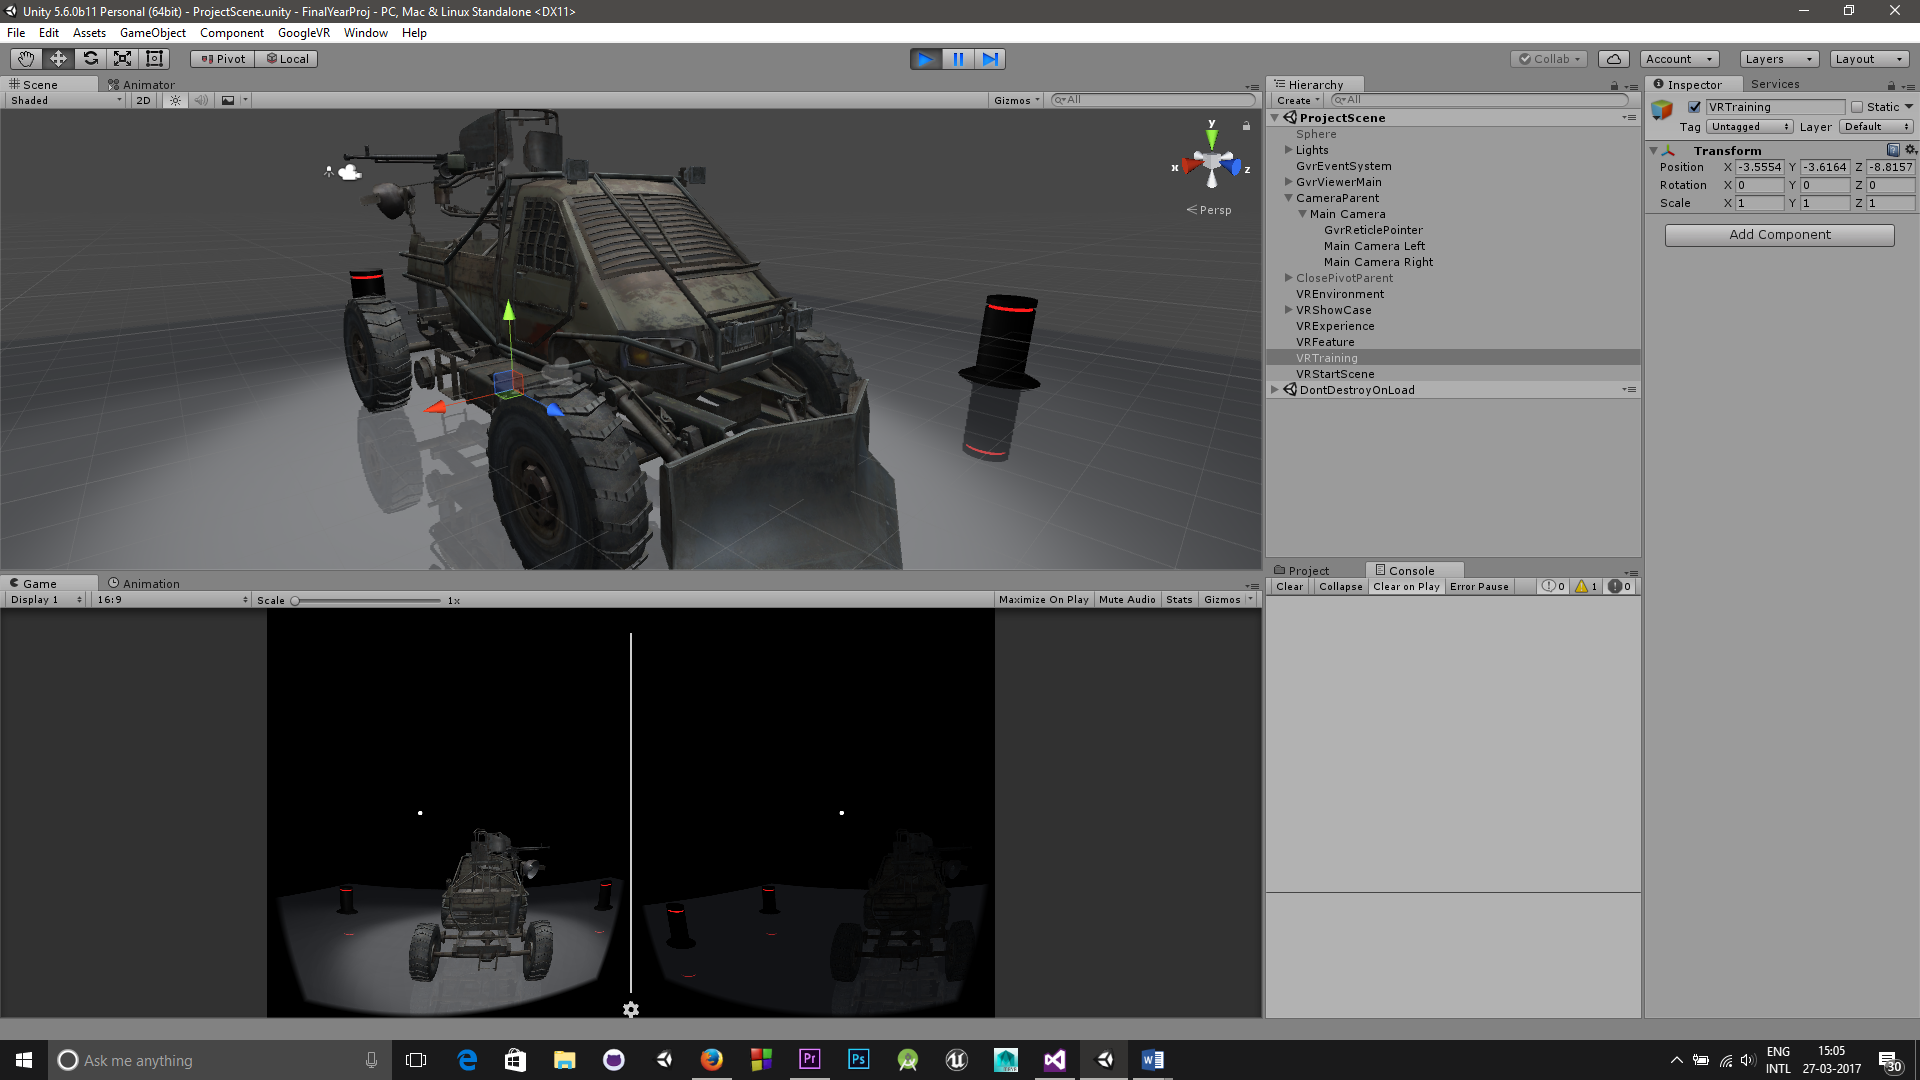 Unity 5.6.0b11 Personal (64bit) - ProjectScene.unity - FinalYearProj - PC, Mac & Linux Standalone <DX11>
File Edit Assets GameObject Component GoogleVR Window Help
Pivot Local Collab Account Layers Layout
Scene Animator
Shaded 2D Gizmos All
y x z
Persp
Game Animation
Display 1 16:9 Scale 1x Maximize On Play Mute Audio Stats Gizmos
Hierarchy
Create All
ProjectScene
Sphere
Lights
GvrEventSystem
GvrViewerMain
CameraParent
Main Camera
GvrReticlePointer
Main Camera Left
Main Camera Right
ClosePivotParent
VREnvironment
VRShowCase
VRExperience
VRFeature
VRTraining
VRStartScene
DontDestroyOnLoad
Project Console
Clear Collapse Clear on Play Error Pause 0 1 0
Inspector Services
VRTraining Static
Tag Untagged Layer Default
Transform
Position X -3.5554 Y -3.6164 Z -8.8157
Rotation X 0 Y 0 Z 0
Scale X 1 Y 1 Z 1
Add Component
Ask me anything
Pr Ps
ENG
INTL
15:05
27-03-2017
30